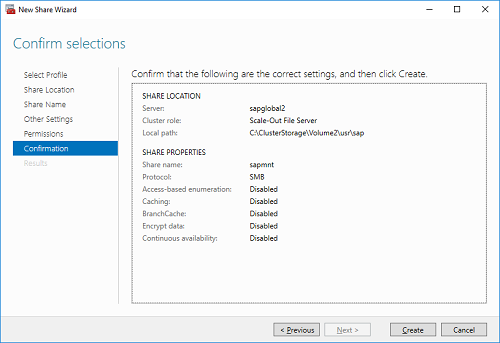 New Share Wizard
Confirm selections
Select Profile
Share Location
Share Name
Other Settings
Permissions
Confirmation
Results
Confirm that the following are the correct settings, and then click Create.
SHARE LOCATION
Server: sapglobal2
Cluster role: Scale-Out File Server
Local path: C:\ClusterStorage\Volume2\usr\sap
SHARE PROPERTIES
Share name: sapmnt
Protocol: SMB
Access-based enumeration: Disabled
Caching: Disabled
BranchCache: Disabled
Encrypt data: Disabled
Continuous availability: Disabled
< Previous Next > Create Cancel